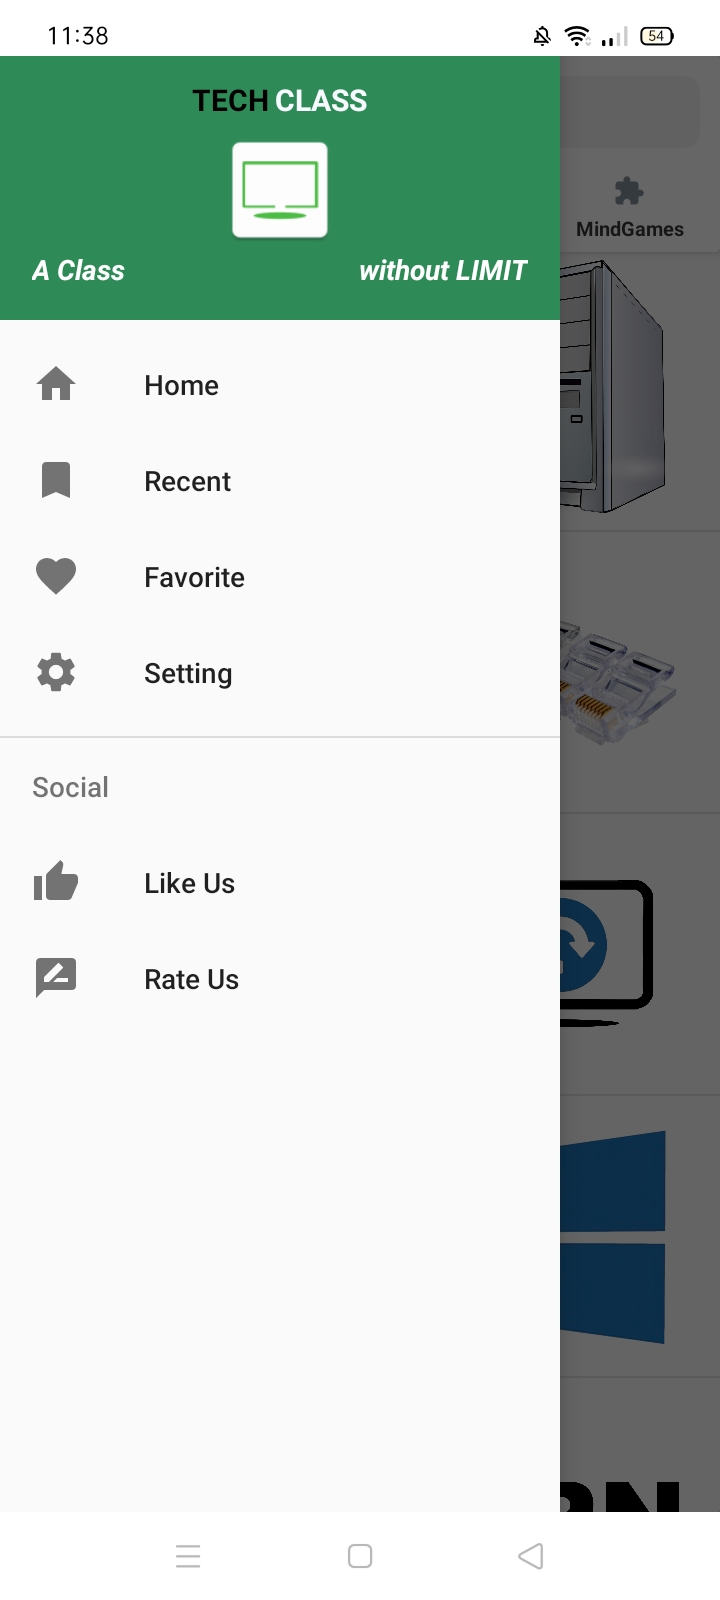 11:38
54
TECH CLASS
A Class without LIMIT
MindGames
Home
Recent
Favorite
Setting
Social
Like Us
Rate Us